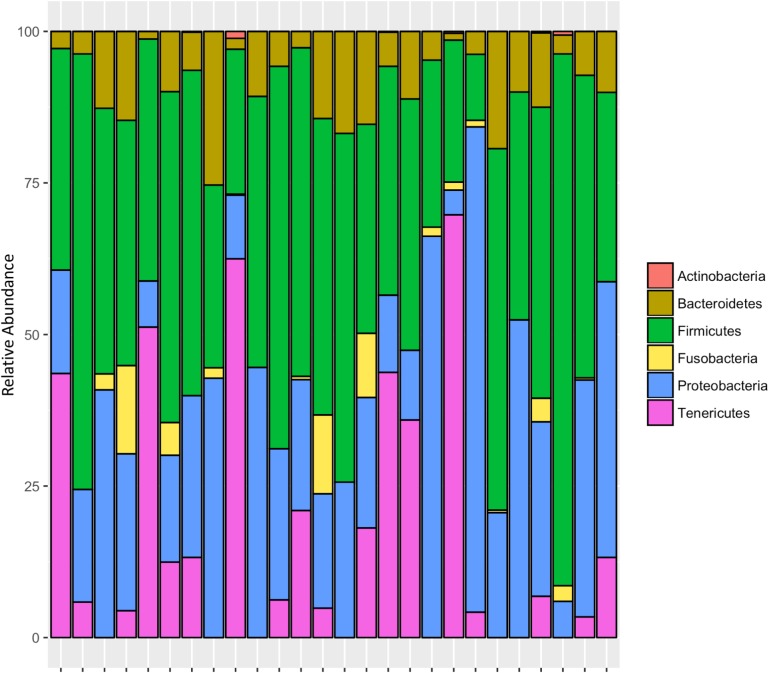 100
75
50
25
0
Relative Abundance
Actinobacteria
Bacteroidetes
Firmicutes
Fusobacteria
Proteobacteria
Tenericutes